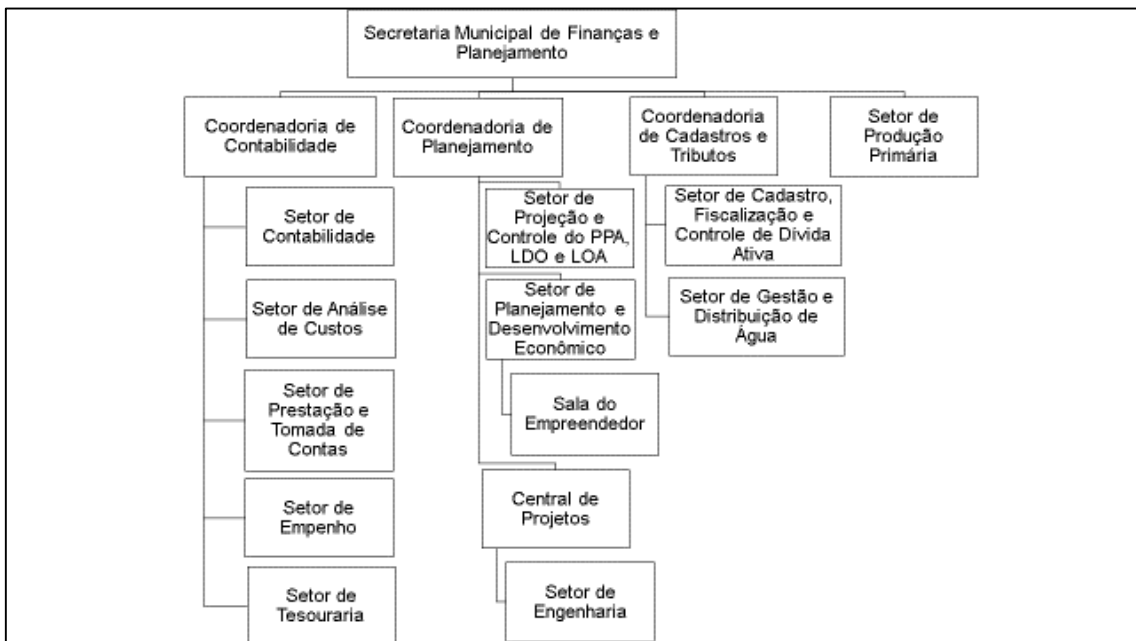 Secretaria Municipal de Finanças e
Planejamento
Coordenadoria de
Contabilidade
Setor de
Contabilidade
Setor de Análise
de Custos
Setor de
Prestação e
Tomada de
Contas
Setor de
Empenho
Setor de
Tesouraria
Coordenadoria de
Planejamento
Setor de
Projeção e
Controle do PPA,
LDO e LOA
Setor de
Planejamento e
Desenvolvimento
Econômico
Sala do
Empreendedor
Central de
Projetos
Setor de
Engenharia
Coordenadoria
de Cadastros e
Tributos
Setor de Cadastro,
Fiscalização e
Controle de Dívida
Ativa
Setor de Gestão e
Distribuição de
Água
Setor de
Produção
Primária